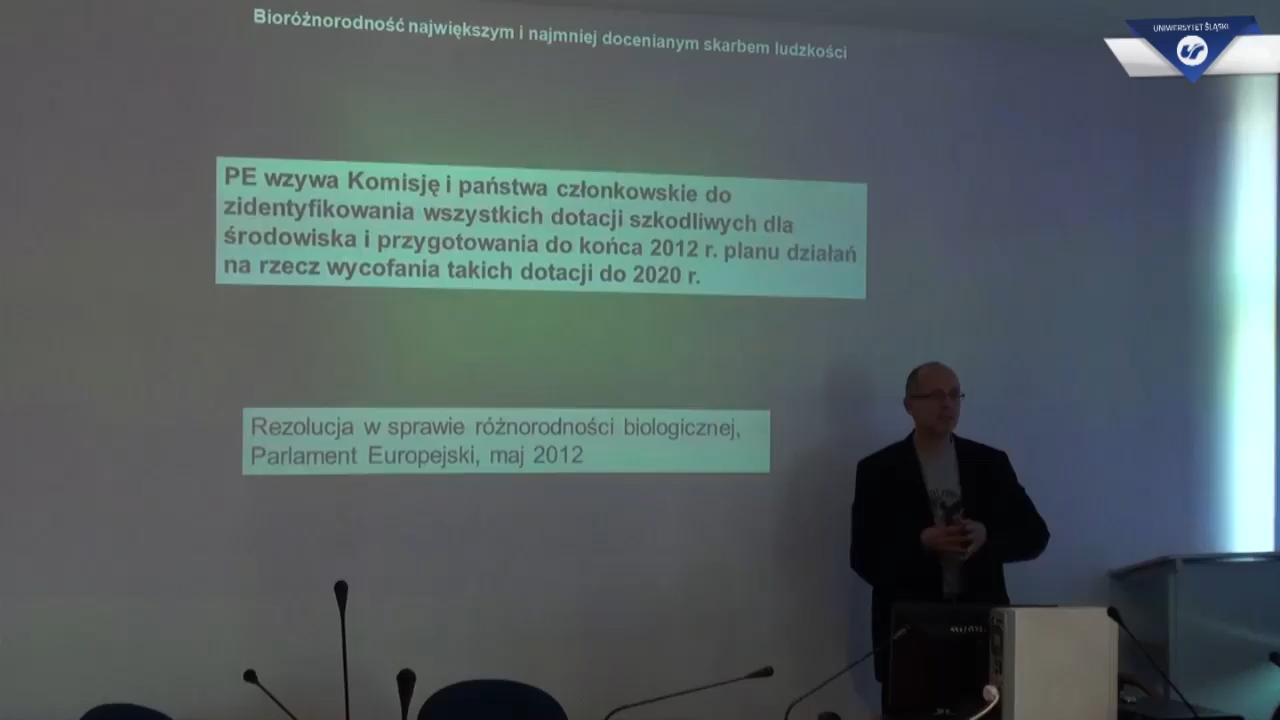 Bioróżnorodność największym i najmniej docenianym skarbem ludzkości
UNIWERSYTET ŚLĄSKI
PE wzywa Komisję i państwa członkowskie do
zidentyfikowania wszystkich dotacji szkodliwych dla
środowiska i przygotowania do końca 2012 r. planu działań
na rzecz wycofania takich dotacji do 2020 r.
Rezolucja w sprawie różnorodności biologicznej,
Parlament Europejski, maj 2012